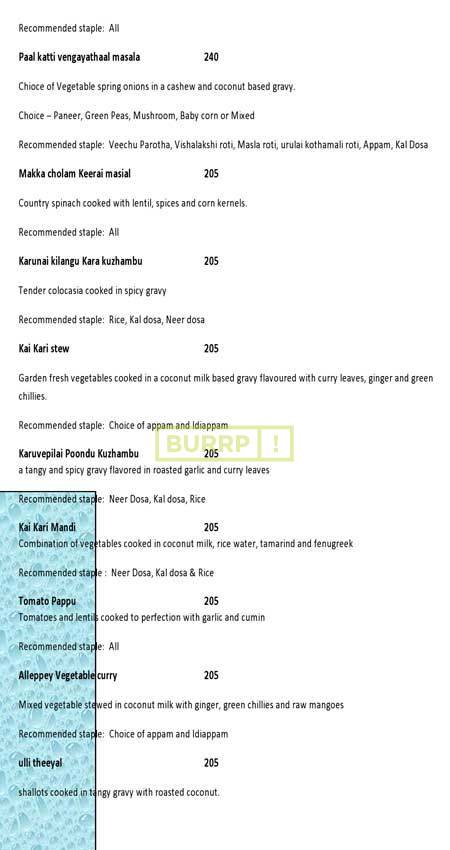 Recommended staple:  All
Paal katti vengayathaal masala 240
Chioce of Vegetable spring onions in a cashew and coconut based gravy.
Choice – Paneer, Green Peas, Mushroom, Baby corn or Mixed
Recommended staple:  Veechu Parotha, Vishalakshi roti, Masla roti, urulai kothamali roti, Appam, Kal Dosa
Makka cholam Keerai masial 205
Country spinach cooked with lentil, spices and corn kernels.
Recommended staple:  All
Karunai kilangu Kara kuzhambu 205
Tender colocasia cooked in spicy gravy
Recommended staple:  Rice, Kal dosa, Neer dosa
Kai Kari stew 205
Garden fresh vegetables cooked in a coconut milk based gravy flavoured with curry leaves, ginger and green
chillies.
Recommended staple:  Choice of appam and Idiappam
BURRP !
Karuvepilai Poondu Kuzhambu 205
a tangy and spicy gravy flavored in roasted garlic and curry leaves
Recommended staple:  Neer Dosa, Kal dosa, Rice
Kai Kari Mandi 205
Combination of vegetables cooked in coconut milk, rice water, tamarind and fenugreek
Recommended staple :  Neer Dosa, Kal dosa & Rice
Tomato Pappu 205
Tomatoes and lentils cooked to perfection with garlic and cumin
Recommended staple:  All
Alleppey Vegetable curry 205
Mixed vegetable stewed in coconut milk with ginger, green chillies and raw mangoes
Recommended staple:  Choice of appam and Idiappam
ulli theeyal 205
shallots cooked in tangy gravy with roasted coconut.